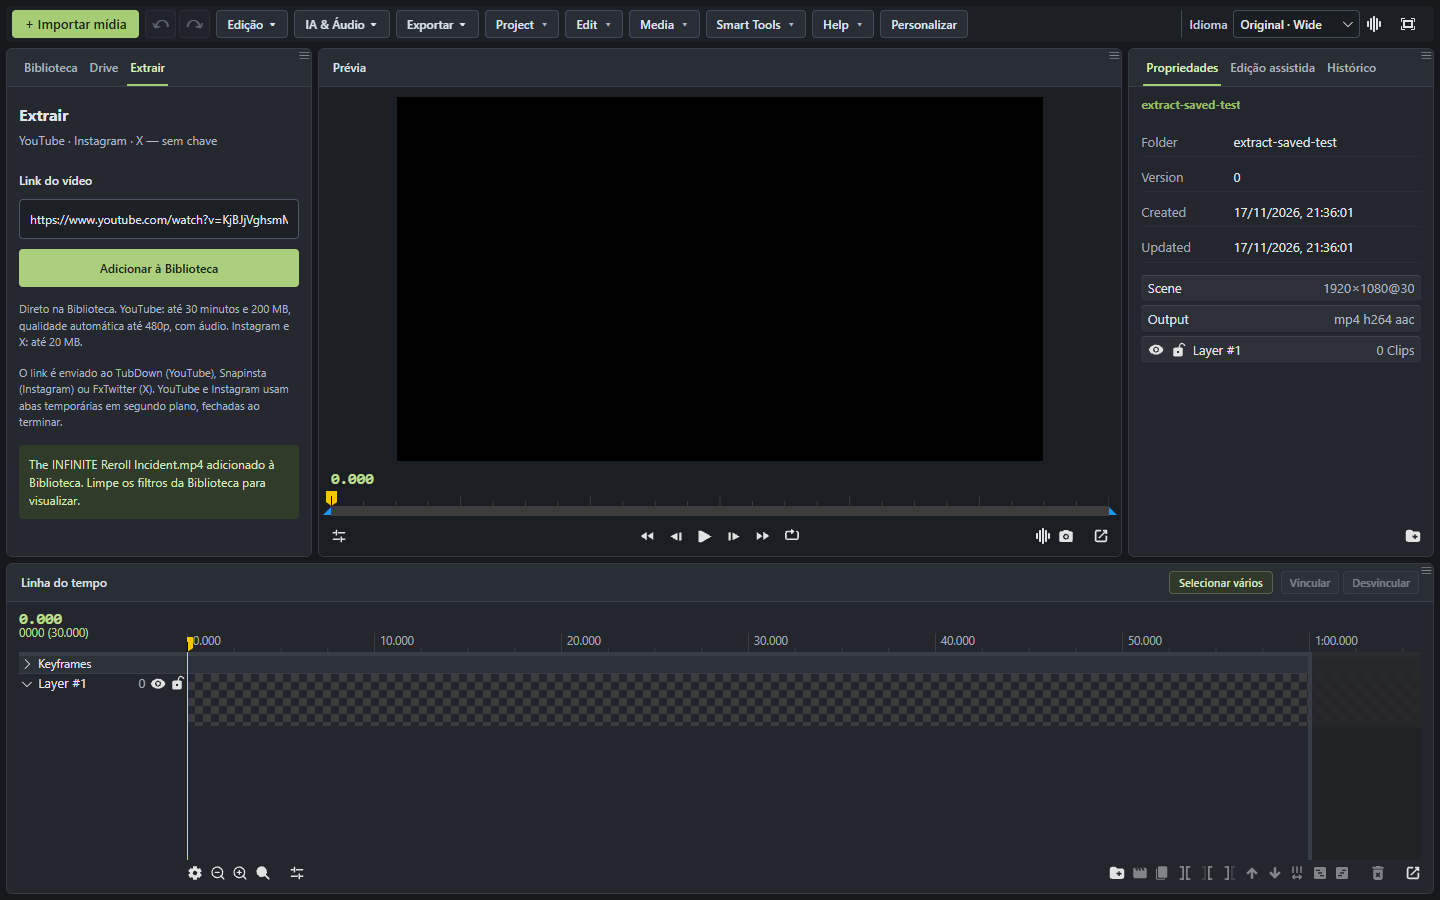 + Importar mídia
Edição
IA & Áudio
Exportar
Project
Edit
Media
Smart Tools
Help
Personalizar
Idioma
Original · Wide
Biblioteca
Drive
Extrair
Extrair
YouTube · Instagram · X — sem chave
Link do vídeo
https://www.youtube.com/watch?v=KjBJjVghsmM
Adicionar à Biblioteca
Direto na Biblioteca. YouTube: até 30 minutos e 200 MB,
qualidade automática até 480p, com áudio. Instagram e
X: até 20 MB.
O link é enviado ao TubDown (YouTube), Snapinsta
(Instagram) ou FxTwitter (X). YouTube e Instagram usam
abas temporárias em segundo plano, fechadas ao
terminar.
The INFINITE Reroll Incident.mp4 adicionado à
Biblioteca. Limpe os filtros da Biblioteca para
visualizar.
Prévia
0.000
Propriedades
Edição assistida
Histórico
extract-saved-test
Folder extract-saved-test
Version 0
Created 17/11/2026, 21:36:01
Updated 17/11/2026, 21:36:01
Scene 1920×1080@30
Output mp4 h264 aac
Layer #1 0 Clips
Linha do tempo
Selecionar vários
Vincular
Desvincular
0.000
0000 (30.000)
0.000 10.000 20.000 30.000 40.000 50.000 1:00.000
Keyframes
Layer #1 0